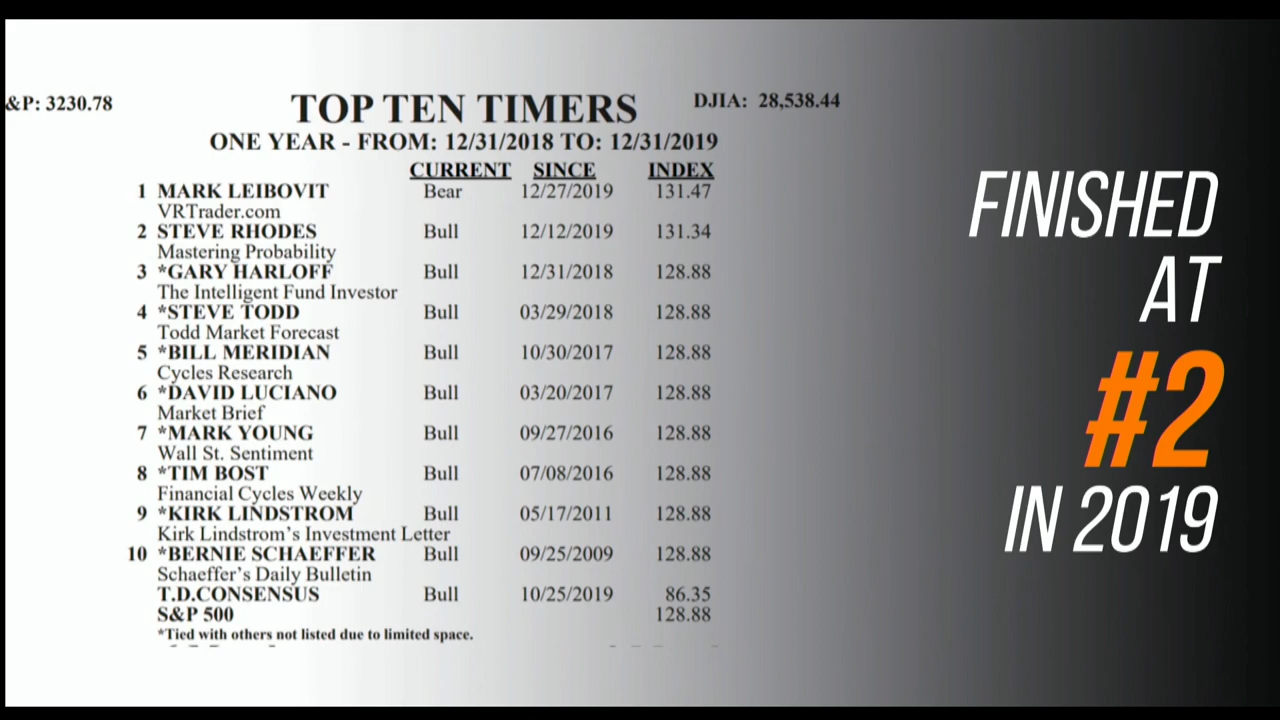 &P: 3230.78
TOP TEN TIMERS
DJIA: 28,538.44
ONE YEAR - FROM: 12/31/2018 TO: 12/31/2019
CURRENT SINCE INDEX
1 MARK LEIBOVIT Bear 12/27/2019 131.47
VRTrader.com
2 STEVE RHODES Bull 12/12/2019 131.34
Mastering Probability
3 *GARY HARLOFF Bull 12/31/2018 128.88
The Intelligent Fund Investor
4 *STEVE TODD Bull 03/29/2018 128.88
Todd Market Forecast
5 *BILL MERIDIAN Bull 10/30/2017 128.88
Cycles Research
6 *DAVID LUCIANO Bull 03/20/2017 128.88
Market Brief
7 *MARK YOUNG Bull 09/27/2016 128.88
Wall St. Sentiment
8 *TIM BOST Bull 07/08/2016 128.88
Financial Cycles Weekly
9 *KIRK LINDSTROM Bull 05/17/2011 128.88
Kirk Lindstrom's Investment Letter
10 *BERNIE SCHAEFFER Bull 09/25/2009 128.88
Schaeffer's Daily Bulletin
T.D.CONSENSUS Bull 10/25/2019 86.35
S&P 500 128.88
*Tied with others not listed due to limited space.
FINISHED
AT
#2
IN 2019